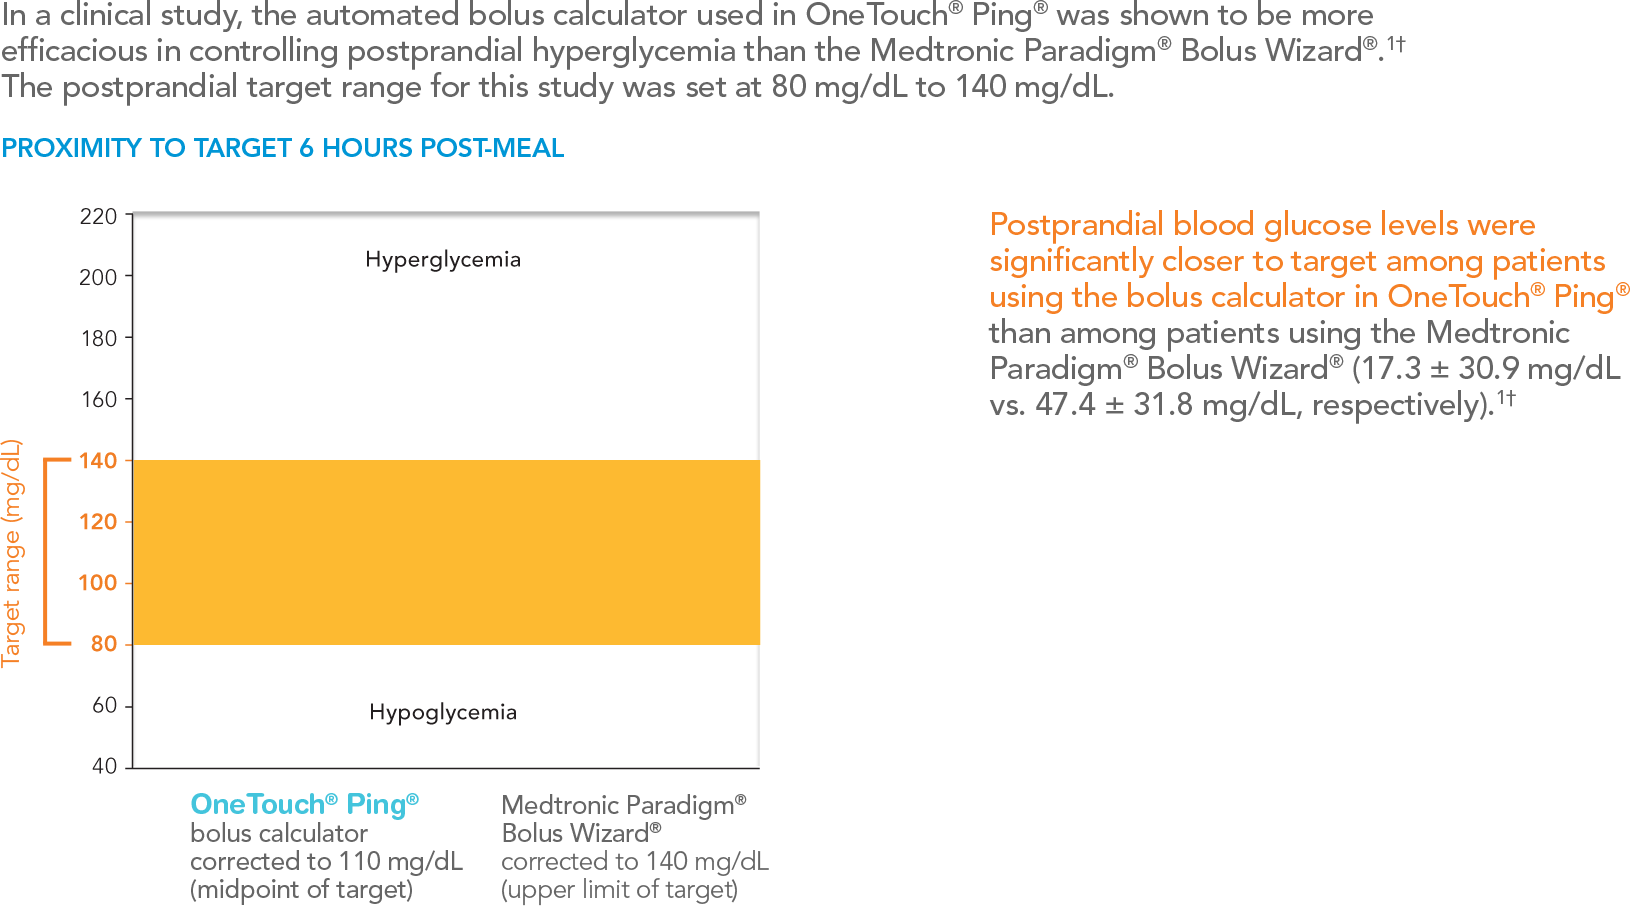 In a clinical study, the automated bolus calculator used in OneTouch® Ping® was shown to be more
efficacious in controlling postprandial hyperglycemia than the Medtronic Paradigm® Bolus Wizard®.1†
The postprandial target range for this study was set at 80 mg/dL to 140 mg/dL.
PROXIMITY TO TARGET 6 HOURS POST-MEAL
Target range (mg/dL)
220
200
180
160
140
120
100
80
60
40
Hyperglycemia
Hypoglycemia
OneTouch® Ping®
bolus calculator
corrected to 110 mg/dL
(midpoint of target)
Medtronic Paradigm®
Bolus Wizard®
corrected to 140 mg/dL
(upper limit of target)
Postprandial blood glucose levels were
significantly closer to target among patients
using the bolus calculator in OneTouch® Ping®
than among patients using the Medtronic
Paradigm® Bolus Wizard® (17.3 ± 30.9 mg/dL
vs. 47.4 ± 31.8 mg/dL, respectively).1†